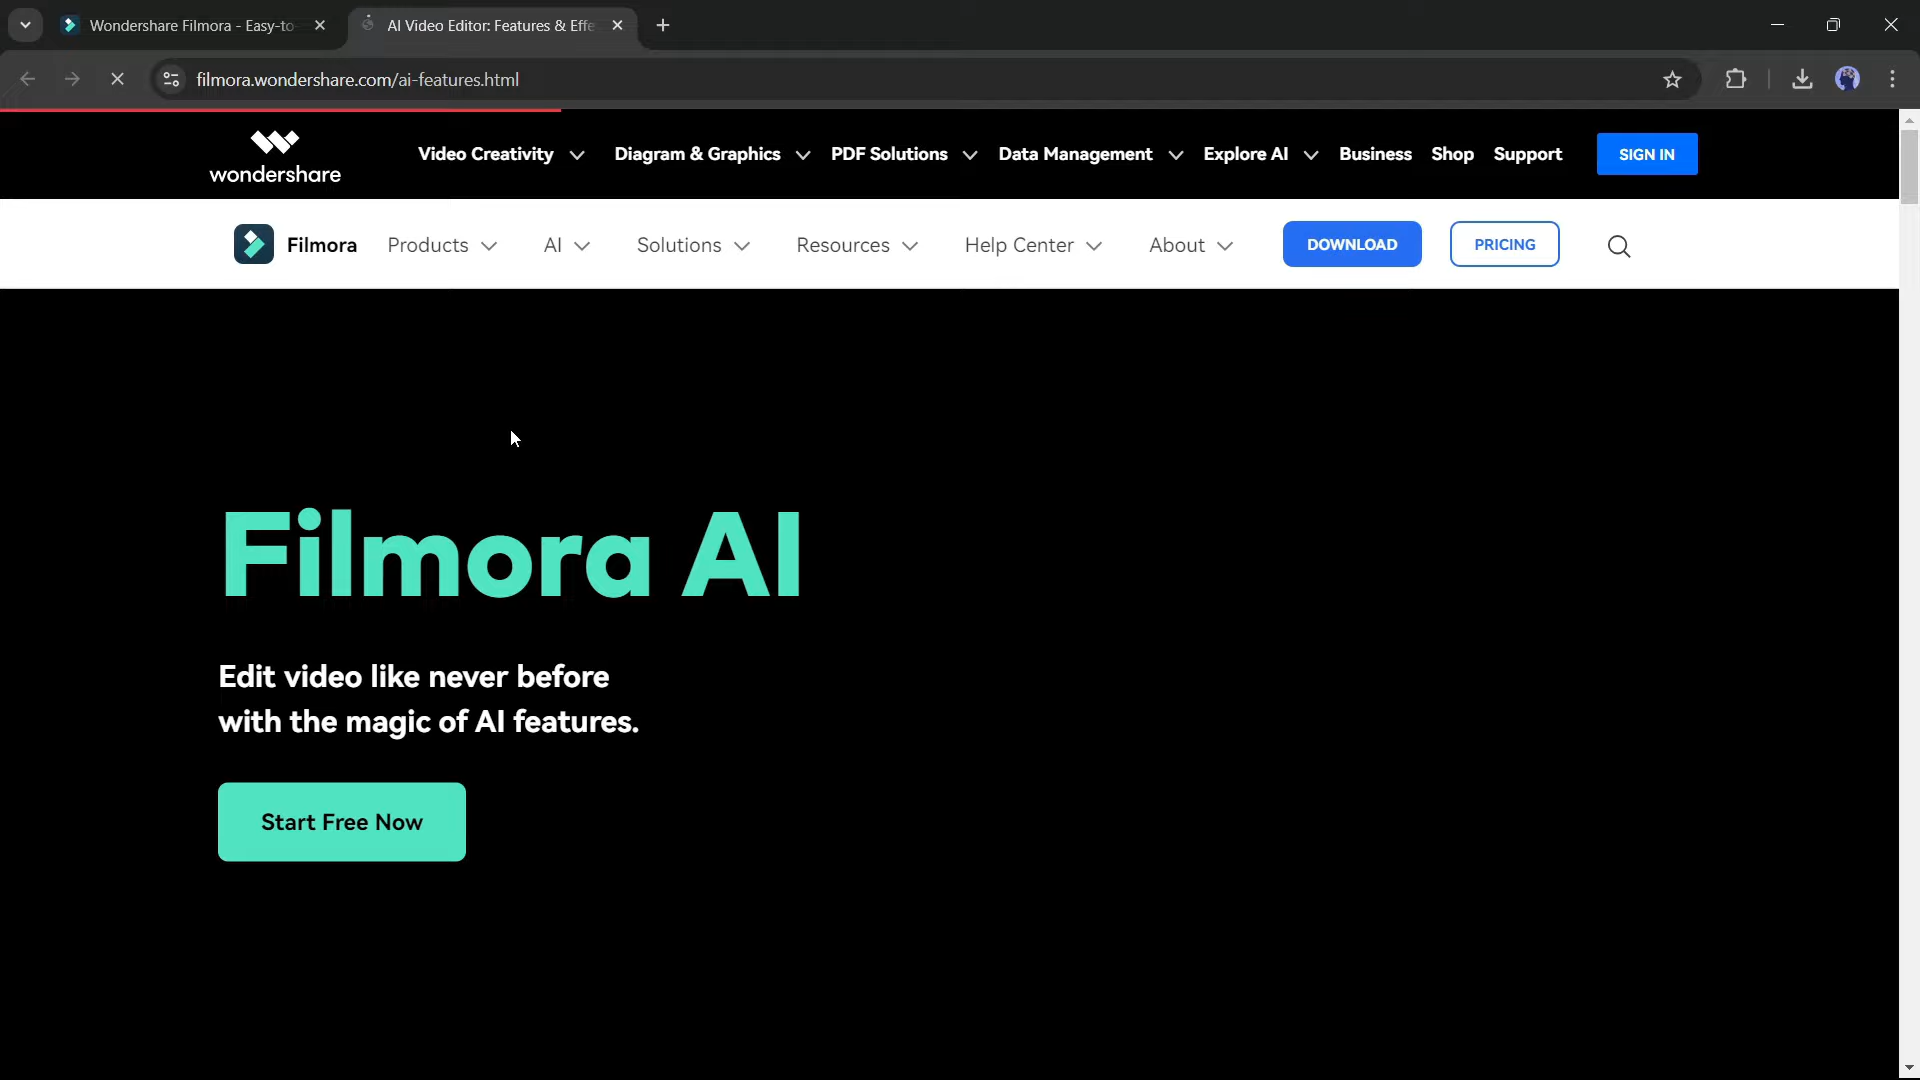 Wondershare Filmora - Easy-to-
AI Video Editor: Features & Effe
filmora.wondershare.com/ai-features.html
wondershare
Video Creativity
Diagram & Graphics
PDF Solutions
Data Management
Explore AI
Business
Shop
Support
SIGN IN
Filmora
Products
AI
Solutions
Resources
Help Center
About
DOWNLOAD
PRICING
Filmora AI
Edit video like never before
with the magic of AI features.
Start Free Now